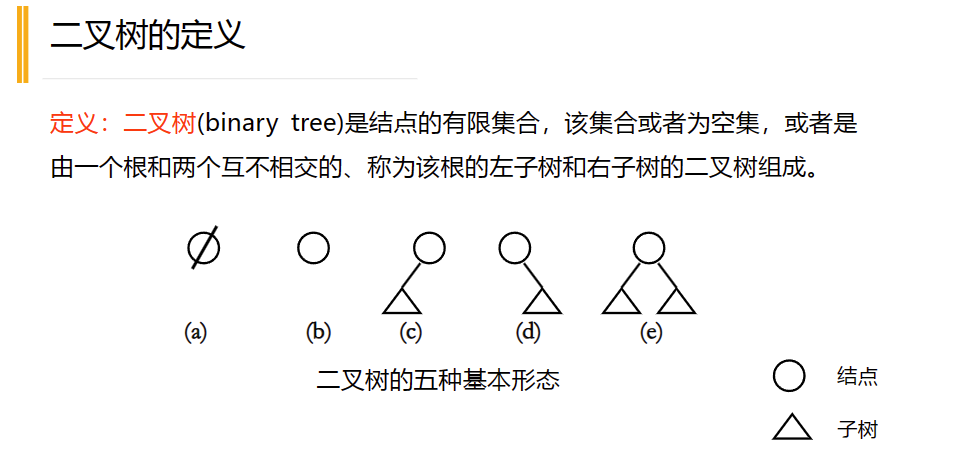 二叉树的定义
定义：二叉树(binary tree)是结点的有限集合，该集合或者为空集，或者是
由一个根和两个互不相交的、称为该根的左子树和右子树的二叉树组成。
(a) (b) (c) (d) (e)
二叉树的五种基本形态
结点
子树